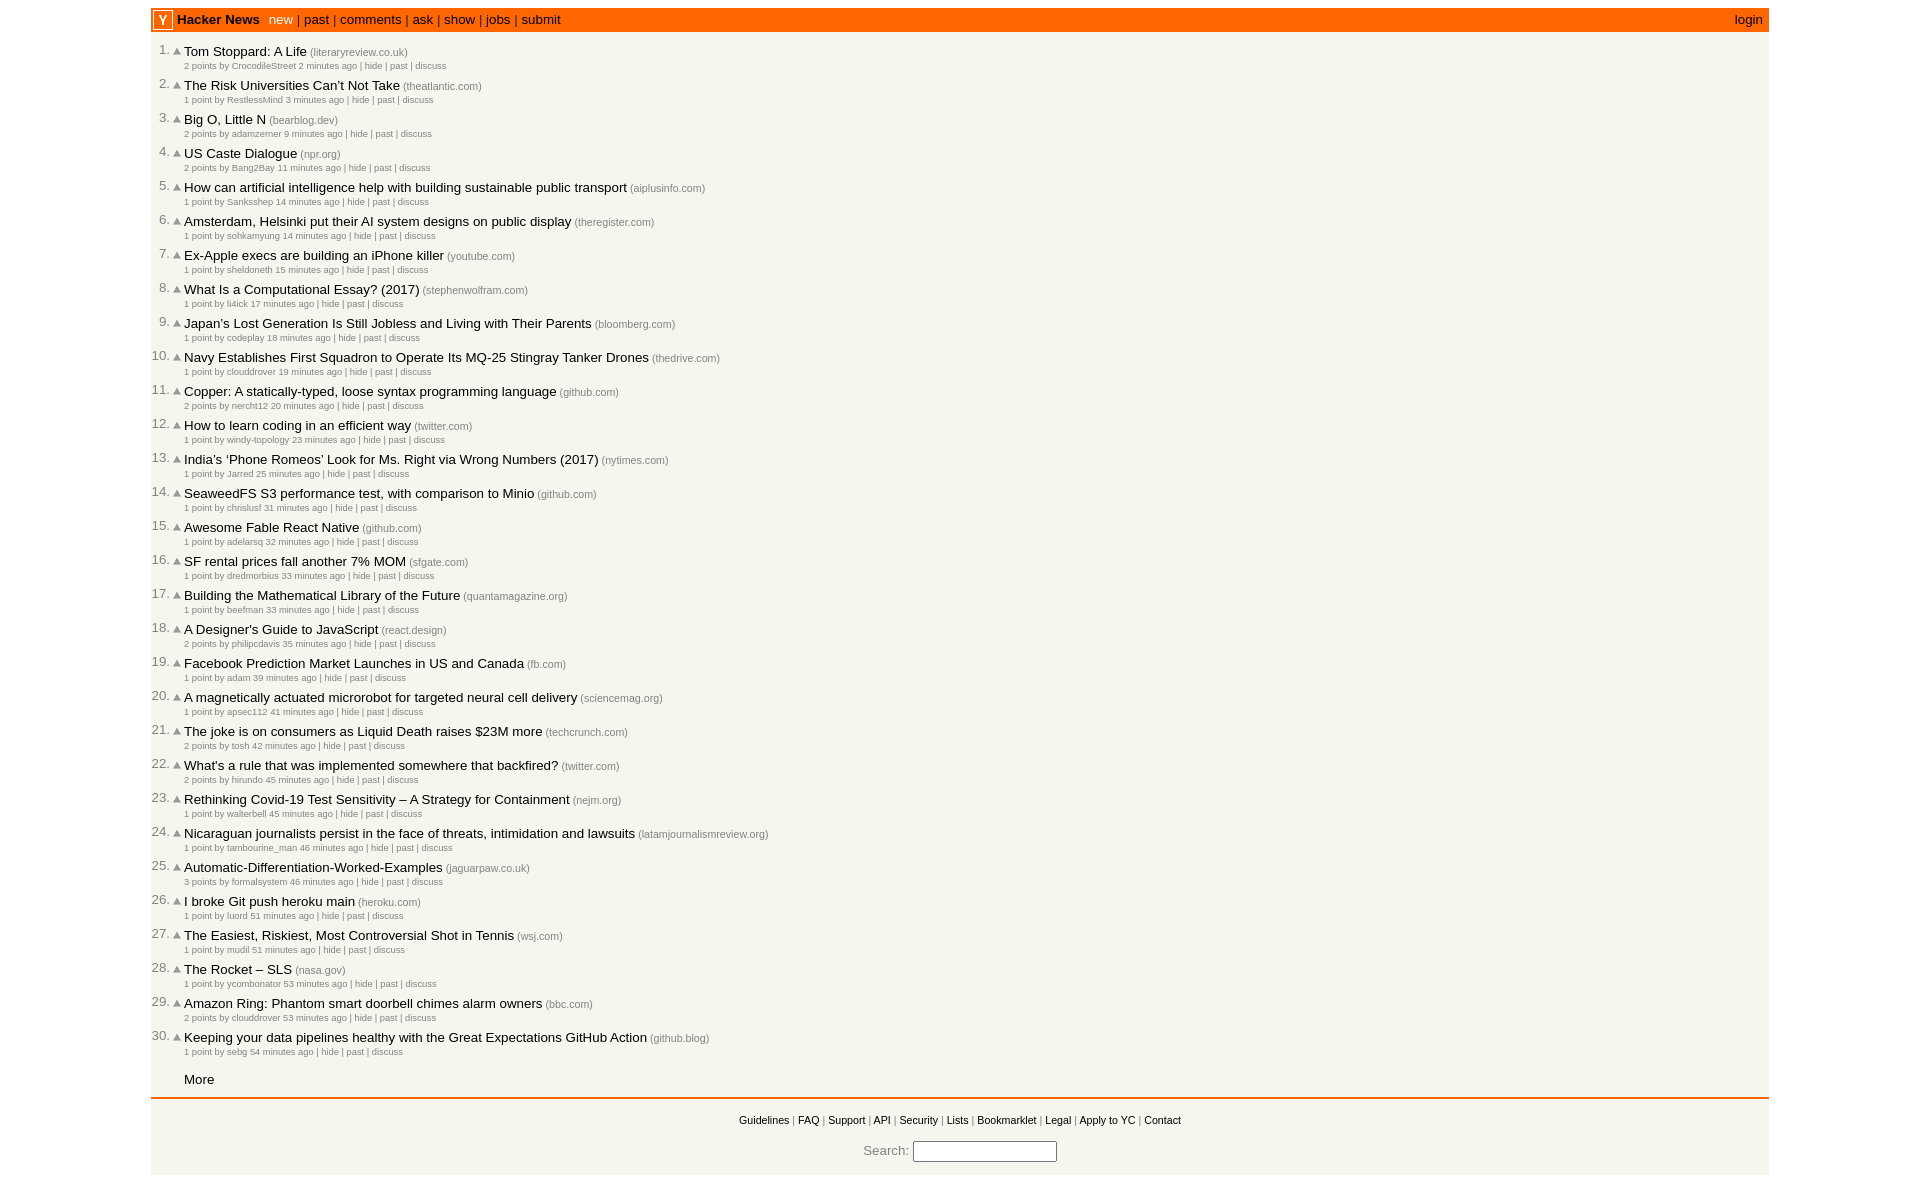 Y Hacker News new | past | comments | ask | show | jobs | submit login
1. Tom Stoppard: A Life (literaryreview.co.uk)
2 points by CrocodileStreet 2 minutes ago | hide | past | discuss
2. The Risk Universities Can’t Not Take (theatlantic.com)
1 point by RestlessMind 3 minutes ago | hide | past | discuss
3. Big O, Little N (bearblog.dev)
2 points by adamzerner 9 minutes ago | hide | past | discuss
4. US Caste Dialogue (npr.org)
2 points by Bang2Bay 11 minutes ago | hide | past | discuss
5. How can artificial intelligence help with building sustainable public transport (aiplusinfo.com)
1 point by Sanksshep 14 minutes ago | hide | past | discuss
6. Amsterdam, Helsinki put their AI system designs on public display (theregister.com)
1 point by sohkamyung 14 minutes ago | hide | past | discuss
7. Ex-Apple execs are building an iPhone killer (youtube.com)
1 point by sheldoneth 15 minutes ago | hide | past | discuss
8. What Is a Computational Essay? (2017) (stephenwolfram.com)
1 point by li4ick 17 minutes ago | hide | past | discuss
9. Japan’s Lost Generation Is Still Jobless and Living with Their Parents (bloomberg.com)
1 point by codeplay 18 minutes ago | hide | past | discuss
10. Navy Establishes First Squadron to Operate Its MQ-25 Stingray Tanker Drones (thedrive.com)
1 point by clouddrover 19 minutes ago | hide | past | discuss
11. Copper: A statically-typed, loose syntax programming language (github.com)
2 points by nercht12 20 minutes ago | hide | past | discuss
12. How to learn coding in an efficient way (twitter.com)
1 point by windy-topology 23 minutes ago | hide | past | discuss
13. India’s ‘Phone Romeos’ Look for Ms. Right via Wrong Numbers (2017) (nytimes.com)
1 point by Jarred 25 minutes ago | hide | past | discuss
14. SeaweedFS S3 performance test, with comparison to Minio (github.com)
1 point by chrislusf 31 minutes ago | hide | past | discuss
15. Awesome Fable React Native (github.com)
1 point by adelarsq 32 minutes ago | hide | past | discuss
16. SF rental prices fall another 7% MOM (sfgate.com)
1 point by dredmorbius 33 minutes ago | hide | past | discuss
17. Building the Mathematical Library of the Future (quantamagazine.org)
1 point by beefman 33 minutes ago | hide | past | discuss
18. A Designer's Guide to JavaScript (react.design)
2 points by philipcdavis 35 minutes ago | hide | past | discuss
19. Facebook Prediction Market Launches in US and Canada (fb.com)
1 point by adam 39 minutes ago | hide | past | discuss
20. A magnetically actuated microrobot for targeted neural cell delivery (sciencemag.org)
1 point by apsec112 41 minutes ago | hide | past | discuss
21. The joke is on consumers as Liquid Death raises $23M more (techcrunch.com)
2 points by tosh 42 minutes ago | hide | past | discuss
22. What's a rule that was implemented somewhere that backfired? (twitter.com)
2 points by hirundo 45 minutes ago | hide | past | discuss
23. Rethinking Covid-19 Test Sensitivity – A Strategy for Containment (nejm.org)
1 point by walterbell 45 minutes ago | hide | past | discuss
24. Nicaraguan journalists persist in the face of threats, intimidation and lawsuits (latamjournalismreview.org)
1 point by tambourine_man 46 minutes ago | hide | past | discuss
25. Automatic-Differentiation-Worked-Examples (jaguarpaw.co.uk)
3 points by formalsystem 46 minutes ago | hide | past | discuss
26. I broke Git push heroku main (heroku.com)
1 point by luord 51 minutes ago | hide | past | discuss
27. The Easiest, Riskiest, Most Controversial Shot in Tennis (wsj.com)
1 point by mudil 51 minutes ago | hide | past | discuss
28. The Rocket – SLS (nasa.gov)
1 point by ycombonator 53 minutes ago | hide | past | discuss
29. Amazon Ring: Phantom smart doorbell chimes alarm owners (bbc.com)
2 points by clouddrover 53 minutes ago | hide | past | discuss
30. Keeping your data pipelines healthy with the Great Expectations GitHub Action (github.blog)
1 point by sebg 54 minutes ago | hide | past | discuss
More
Guidelines | FAQ | Support | API | Security | Lists | Bookmarklet | Legal | Apply to YC | Contact
Search: